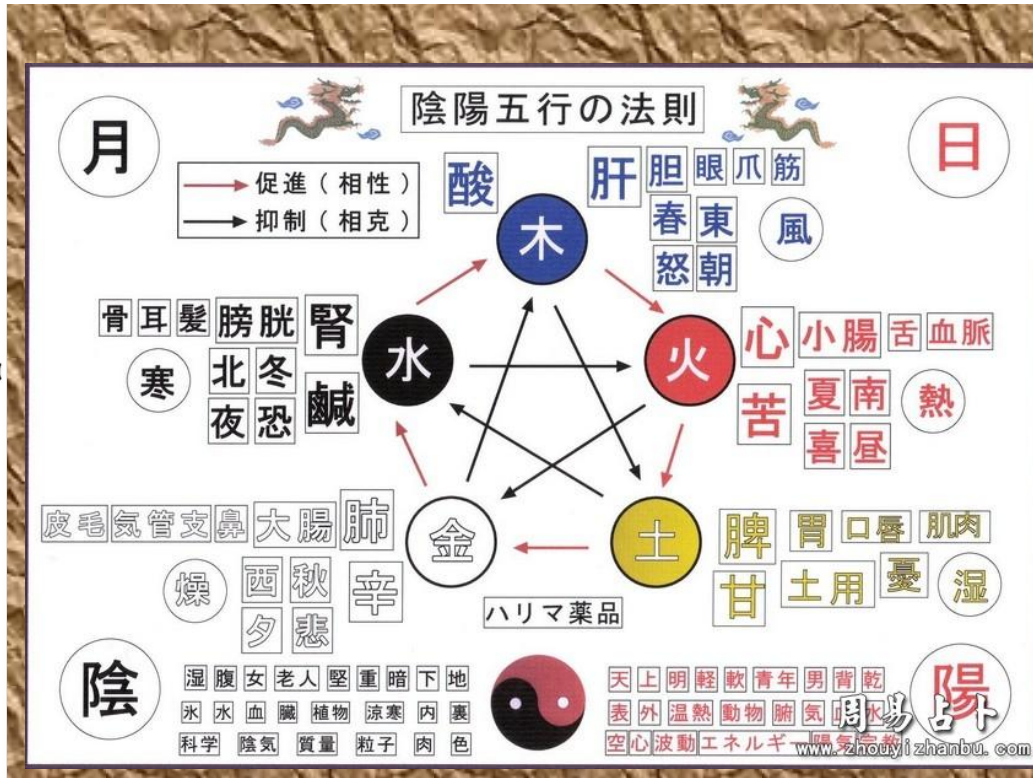 陰陽五行の法則
月
日
促進（相性）
抑制（相克）
酸
木
肝 胆 眼 爪 筋
春 東
怒 朝
風
骨 耳 髪 膀胱 腎
寒
北 冬
夜 恐
鹹
水
火
心 小腸 舌 血脈
苦
夏 南
喜 昼
熱
皮毛 気管支 鼻 大腸 肺
燥
西 秋
夕 悲
辛
金
土
脾 胃 口唇 肌肉
甘
土用 憂
湿
ハリマ薬品
陰
湿 腹 女 老人 堅 重 暗 下 地
氷 水 血 臓 植物 涼寒 内 裏
科学 陰気 質量 粒子 肉 色
陽
天 上 明 軽 軟 青年 男 背 乾
表 外 温熱 動物 腑 気 水
空 心 波動 エネルギー 陽気 宗教
周易占卜
www.zhouyizhanbu.com